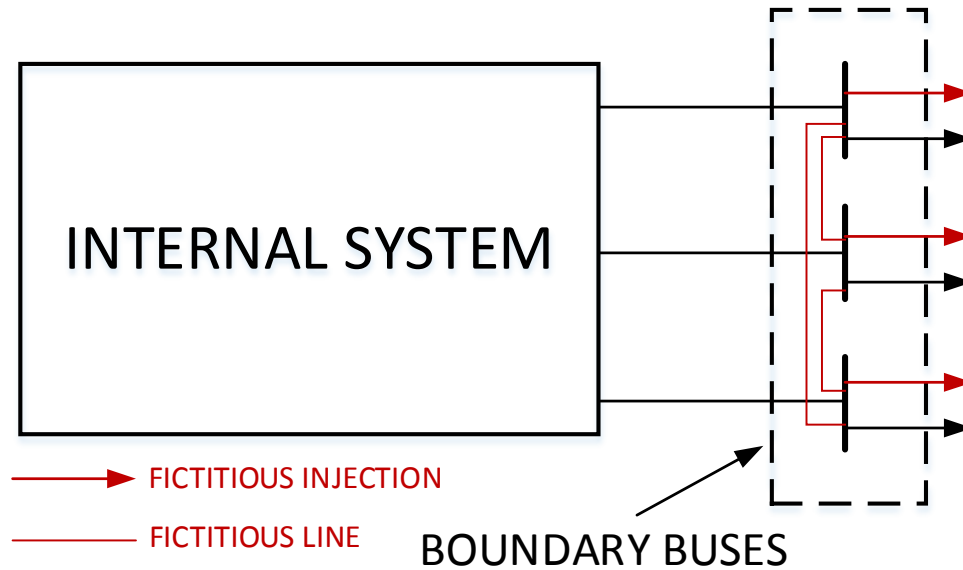 INTERNAL SYSTEM
FICTITIOUS INJECTION
FICTITIOUS LINE
BOUNDARY BUSES